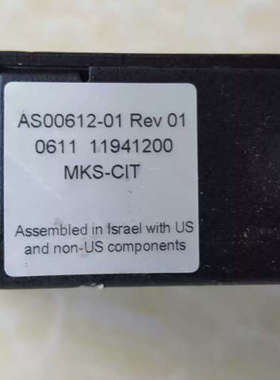 AS00612-01 Rev 01
0611 11941200
MKS-CIT
Assembled in Israel with US
and non-US components